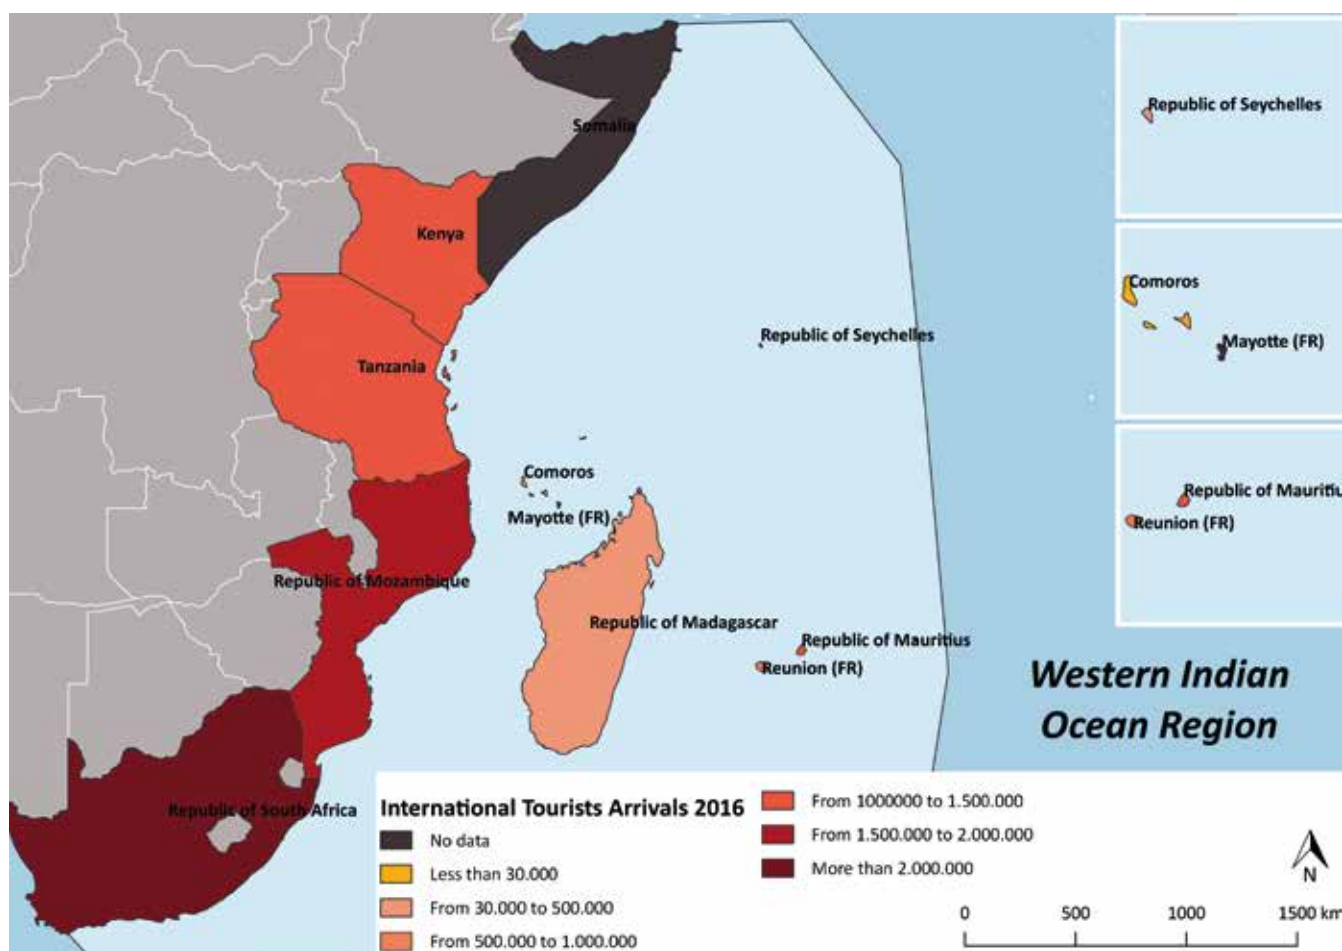 Somalia
Kenya
Tanzania
Republic of Seychelles
Comoros
Mayotte (FR)
Republic of Mozambique
Republic of Madagascar
Republic of Mauritius
Reunion (FR)
Republic of South Africa
Republic of Seychelles
Comoros
Mayotte (FR)
Republic of Mauritiu
Reunion (FR)
Western Indian
Ocean Region
International Tourists Arrivals 2016
No data
Less than 30.000
From 30.000 to 500.000
From 500.000 to 1.000.000
From 1000000 to 1.500.000
From 1.500.000 to 2.000.000
More than 2.000.000
N
0 500 1000 1500 km